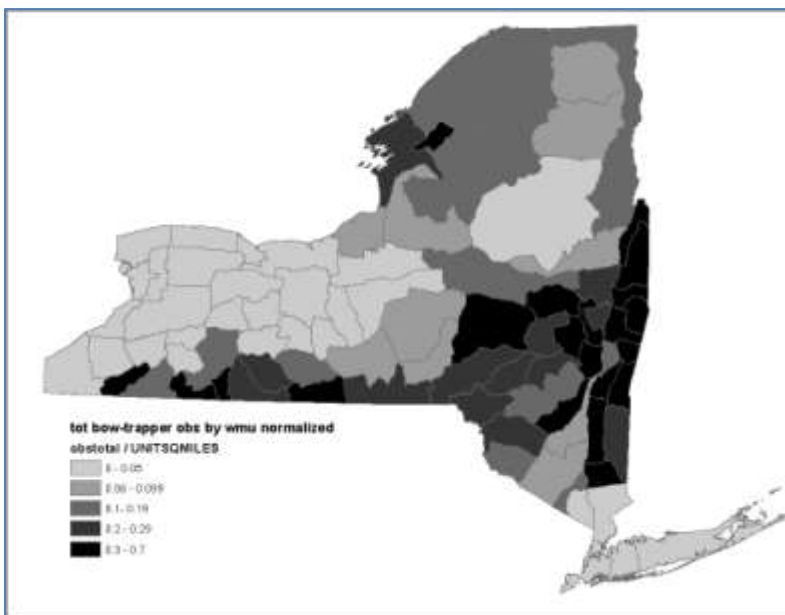 tot bow-trapper obs by wmu normalized
obstotal / UNITSQMILES
0 - 0.05
0.06 - 0.099
0.1 - 0.19
0.2 - 0.29
0.3 - 0.7